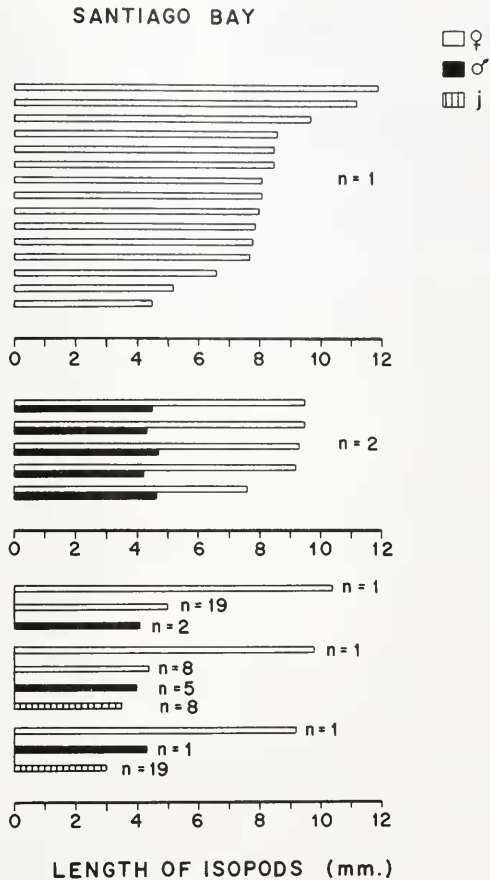 SANTIAGO BAY
♀
♂
j
n = 1
0 2 4 6 8 10 12
n = 2
0 2 4 6 8 10 12
n = 1
n = 19
n = 2
n = 1
n = 8
n = 5
n = 8
n = 1
n = 1
n = 19
0 2 4 6 8 10 12
LENGTH OF ISOPODS (mm.)